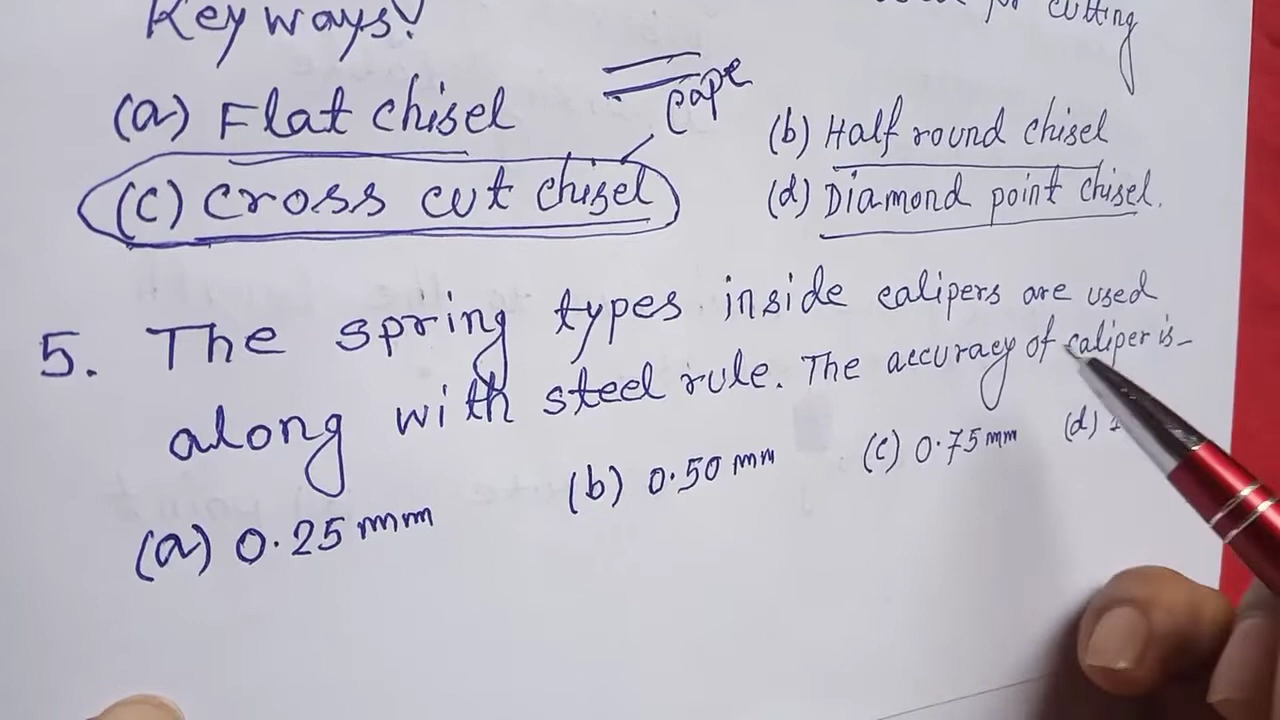 for cutting
Keyways?
(a) Flat chisel
cape
(b) Half round chisel
(c) cross cut chisel
(d) Diamond point chisel.
5. The spring types inside calipers are used
along with steel rule. The accuracy of caliper is-
(a) 0.25 mm (b) 0.50 mm (c) 0.75 mm (d)